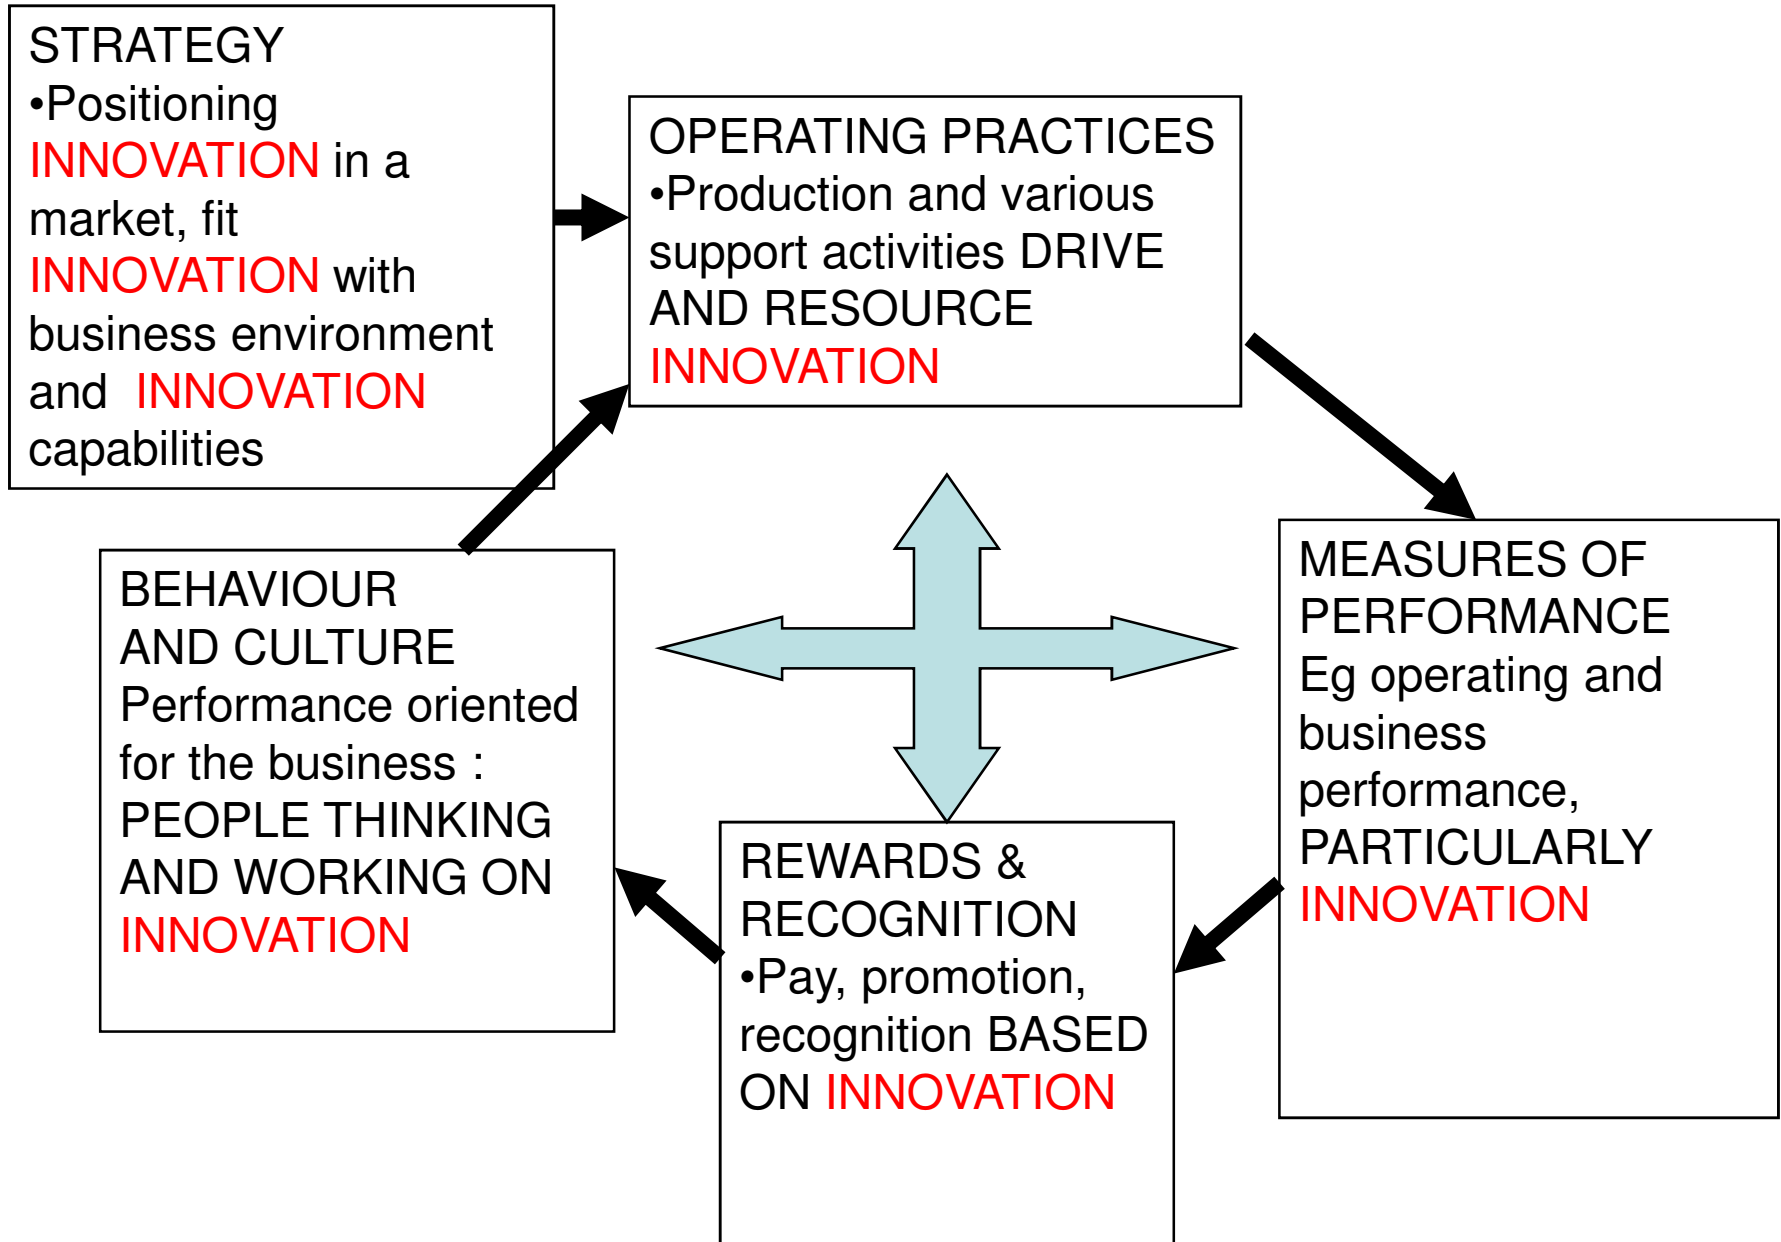 STRATEGY
•Positioning
INNOVATION in a
market, fit
INNOVATION with
business environment
and INNOVATION
capabilities
OPERATING PRACTICES
•Production and various
support activities DRIVE
AND RESOURCE
INNOVATION
MEASURES OF
PERFORMANCE
Eg operating and
business
performance,
PARTICULARLY
INNOVATION
REWARDS &
RECOGNITION
•Pay, promotion,
recognition BASED
ON INNOVATION
BEHAVIOUR
AND CULTURE
Performance oriented
for the business :
PEOPLE THINKING
AND WORKING ON
INNOVATION